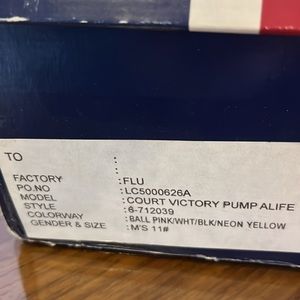 TO :
:
FACTORY :FLU
PO.NO :LC5000626A
MODEL :COURT VICTORY PUMP ALIFE
STYLE :6-712039
COLORWAY :BALL PINK/WHT/BLK/NEON YELLOW
GENDER & SIZE :M'S 11#